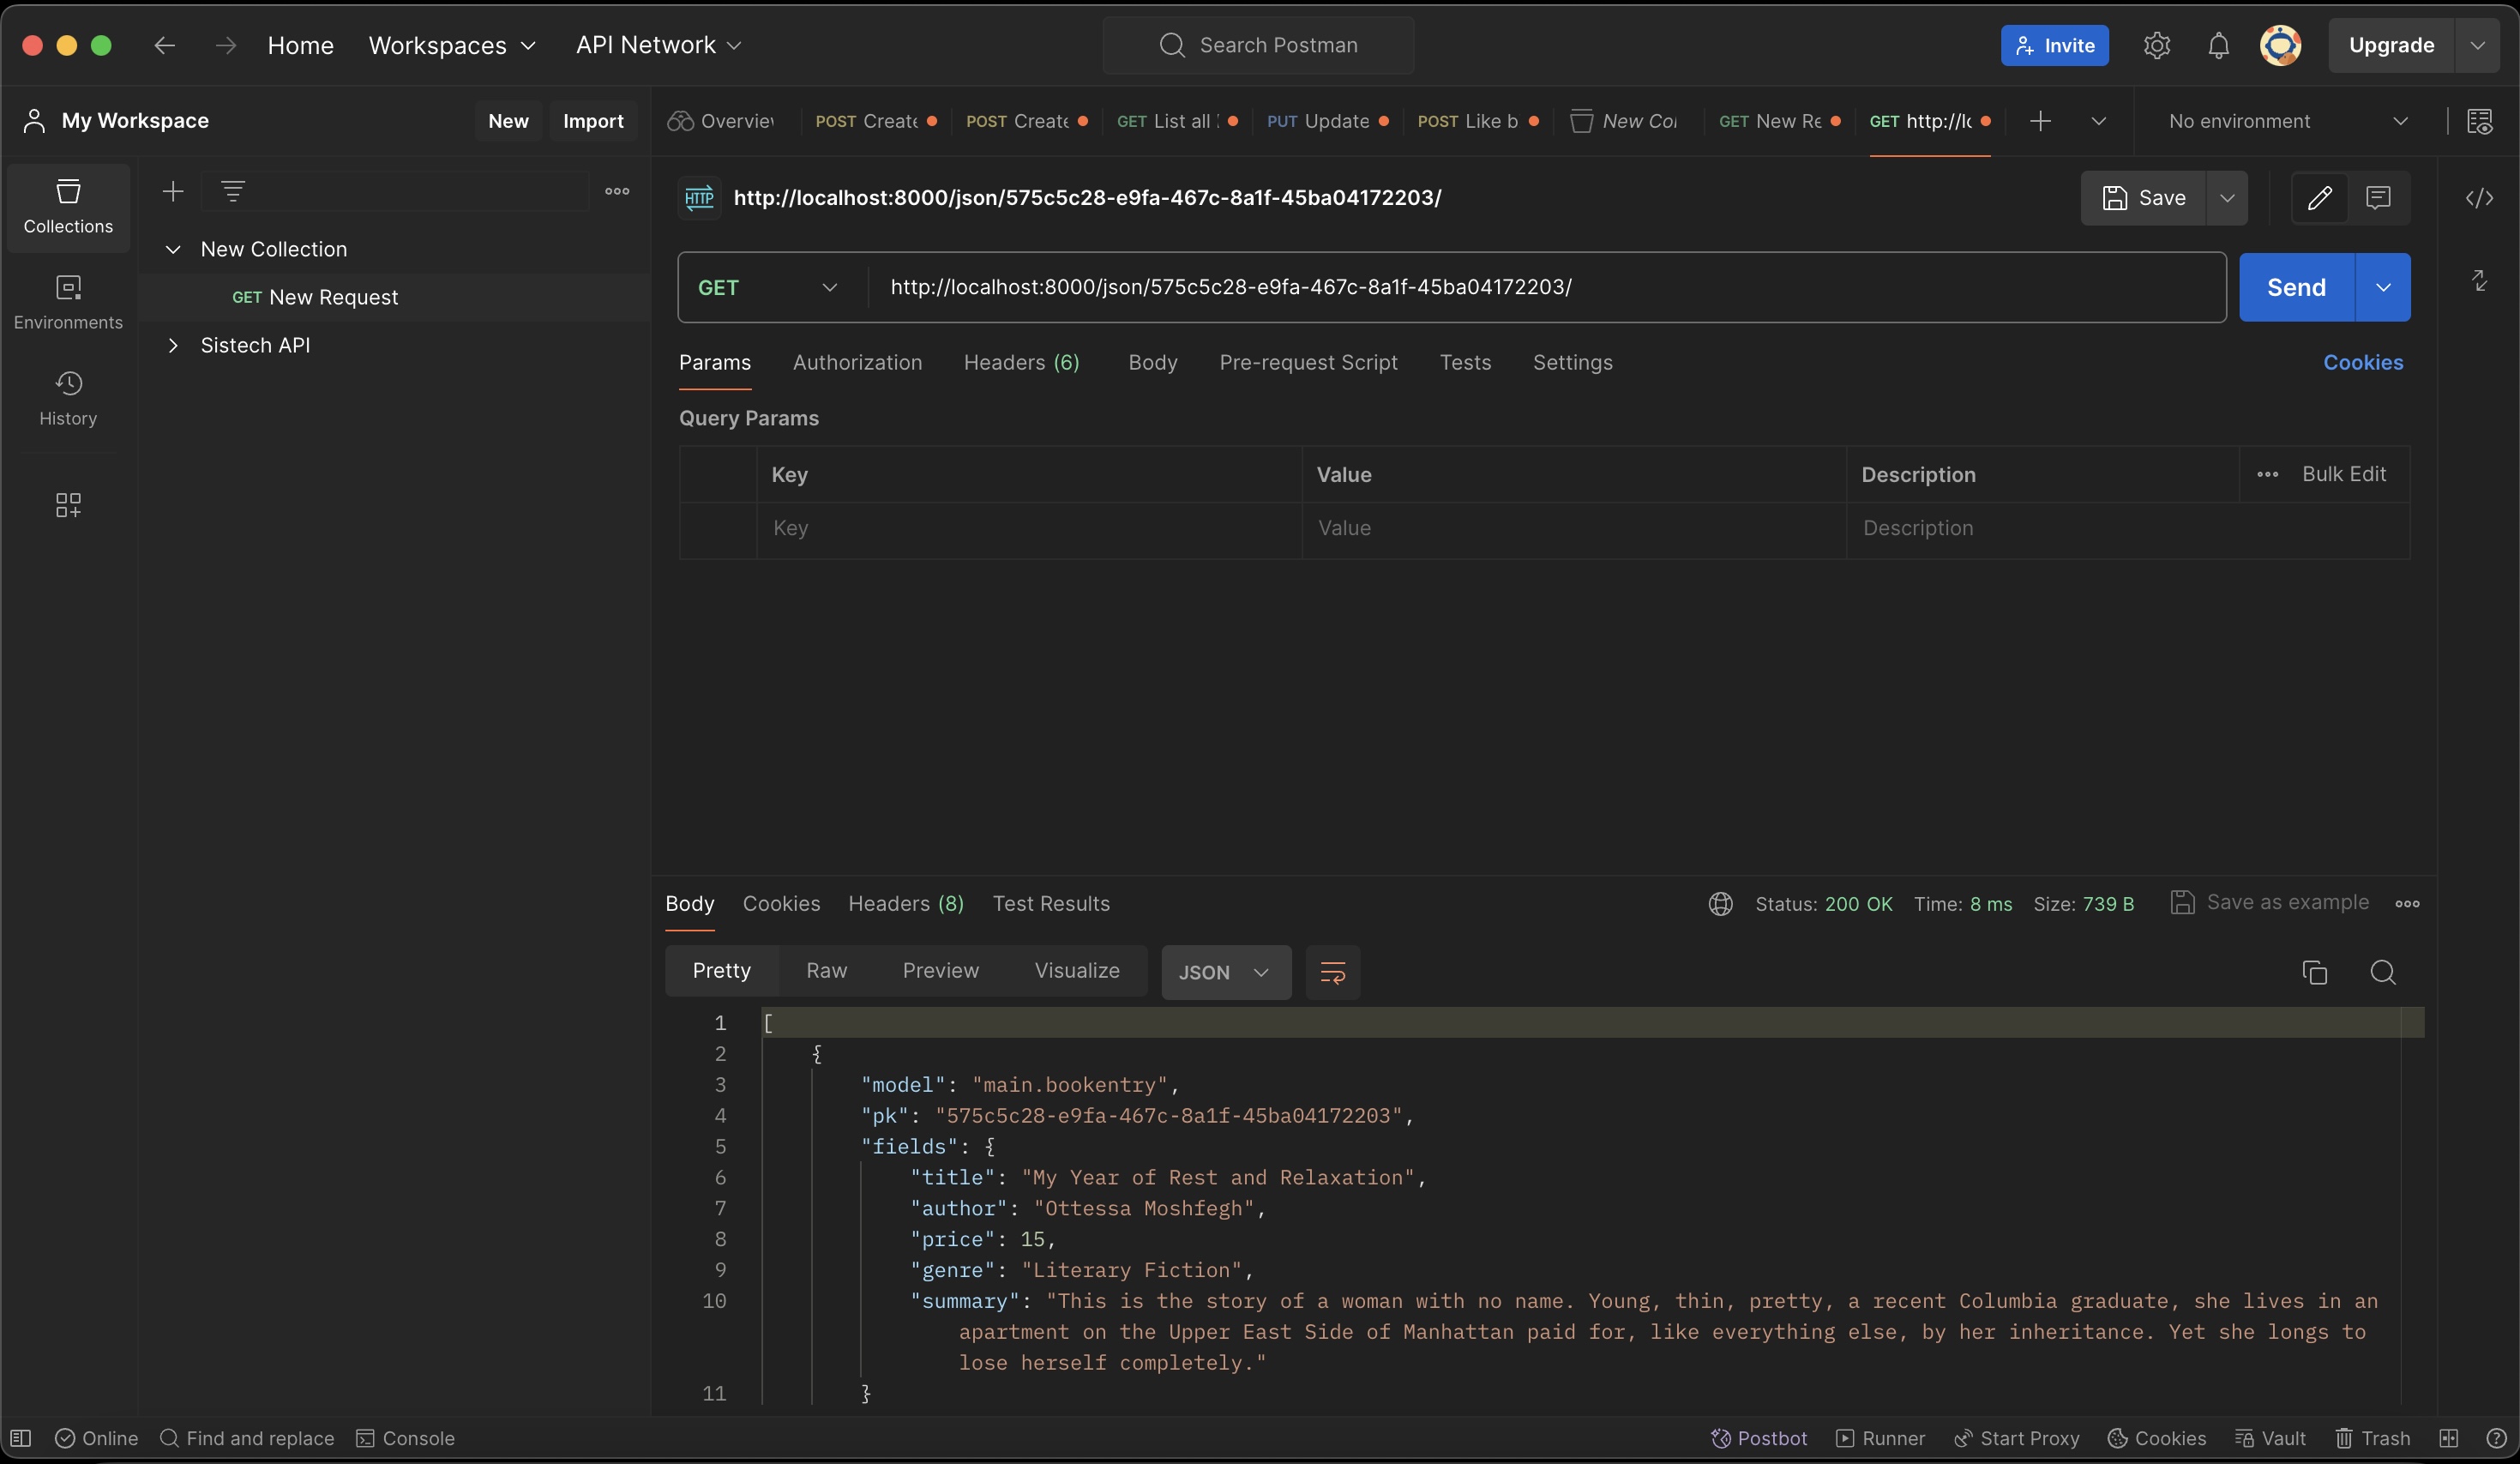 Home Workspaces API Network Search Postman Invite Upgrade
My Workspace New Import
Overview POST Create POST Create GET List all PUT Update POST Like b New Col GET New Re GET http://lo No environment
Collections
Environments
History
New Collection
GET New Request
Sistech API
HTTP http://localhost:8000/json/575c5c28-e9fa-467c-8a1f-45ba04172203/ Save
GET http://localhost:8000/json/575c5c28-e9fa-467c-8a1f-45ba04172203/ Send
Params Authorization Headers (6) Body Pre-request Script Tests Settings Cookies
Query Params
Key Value Description Bulk Edit
Key Value Description
Body Cookies Headers (8) Test Results Status: 200 OK Time: 8 ms Size: 739 B Save as example
Pretty Raw Preview Visualize JSON
1 [
2 {
3 "model": "main.bookentry",
4 "pk": "575c5c28-e9fa-467c-8a1f-45ba04172203",
5 "fields": {
6 "title": "My Year of Rest and Relaxation",
7 "author": "Ottessa Moshfegh",
8 "price": 15,
9 "genre": "Literary Fiction",
10 "summary": "This is the story of a woman with no name. Young, thin, pretty, a recent Columbia graduate, she lives in an
apartment on the Upper East Side of Manhattan paid for, like everything else, by her inheritance. Yet she longs to
lose herself completely."
11 }
Online Find and replace Console Postbot Runner Start Proxy Cookies Vault Trash